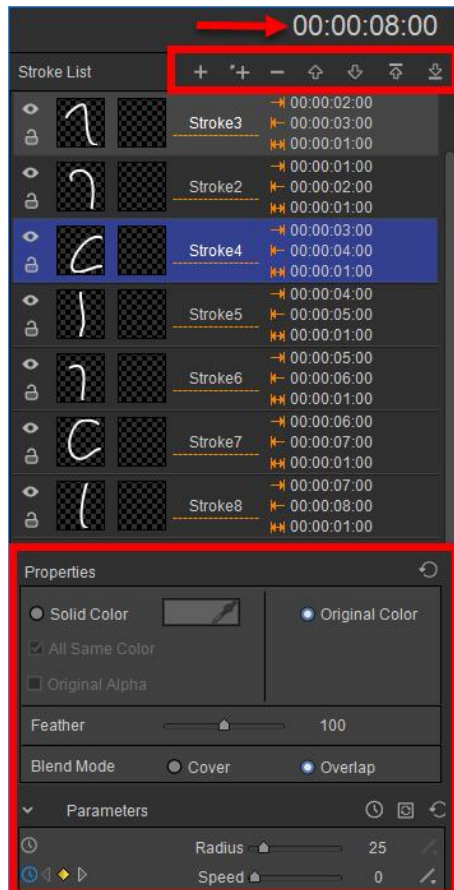 00:00:08:00
Stroke List
00:00:02:00
Stroke3 00:00:03:00
00:00:01:00
00:00:01:00
Stroke2 00:00:02:00
00:00:01:00
00:00:03:00
Stroke4 00:00:04:00
00:00:01:00
00:00:04:00
Stroke5 00:00:05:00
00:00:01:00
00:00:05:00
Stroke6 00:00:06:00
00:00:01:00
00:00:06:00
Stroke7 00:00:07:00
00:00:01:00
00:00:07:00
Stroke8 00:00:08:00
00:00:01:00
Properties
Solid Color Original Color
All Same Color
Original Alpha
Feather 100
Blend Mode Cover Overlap
Parameters
Radius 25
Speed 0